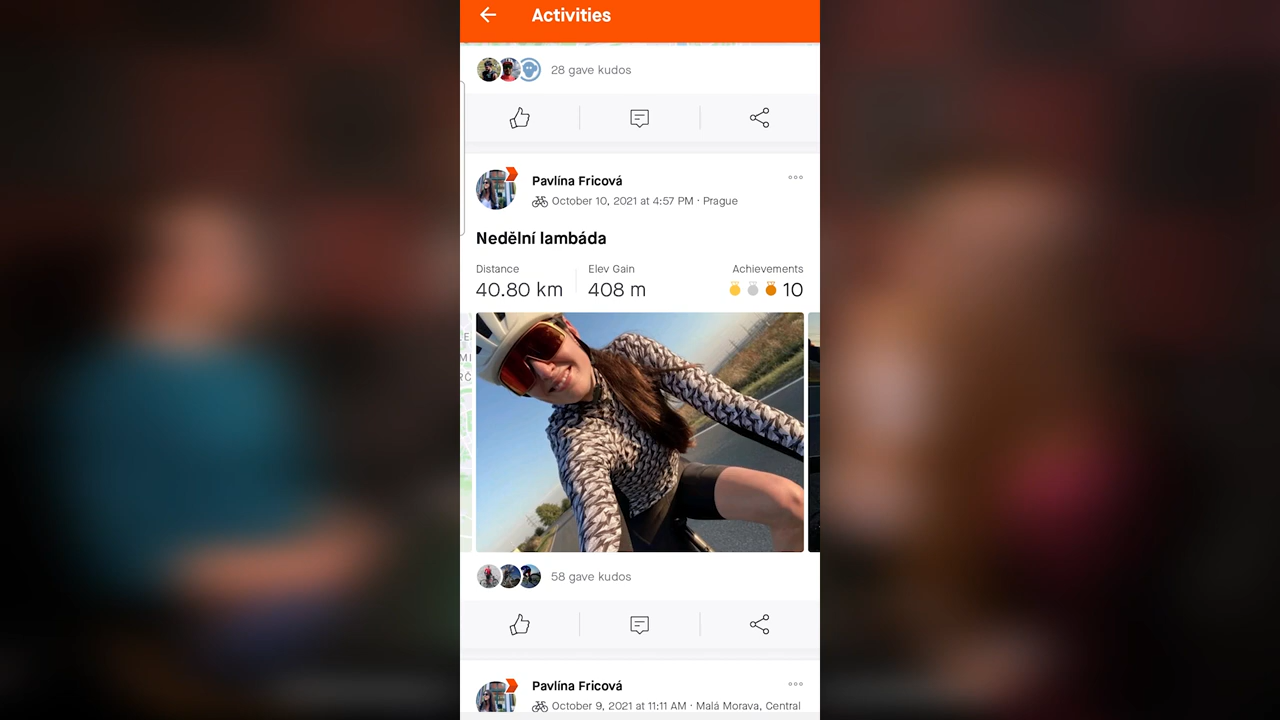 Activities
28 gave kudos
Pavlína Fricová
October 10, 2021 at 4:57 PM · Prague
Nedělní lambáda
Distance
Elev Gain
Achievements
40.80 km
408 m
10
58 gave kudos
Pavlína Fricová
October 9, 2021 at 11:11 AM · Malá Morava, Central